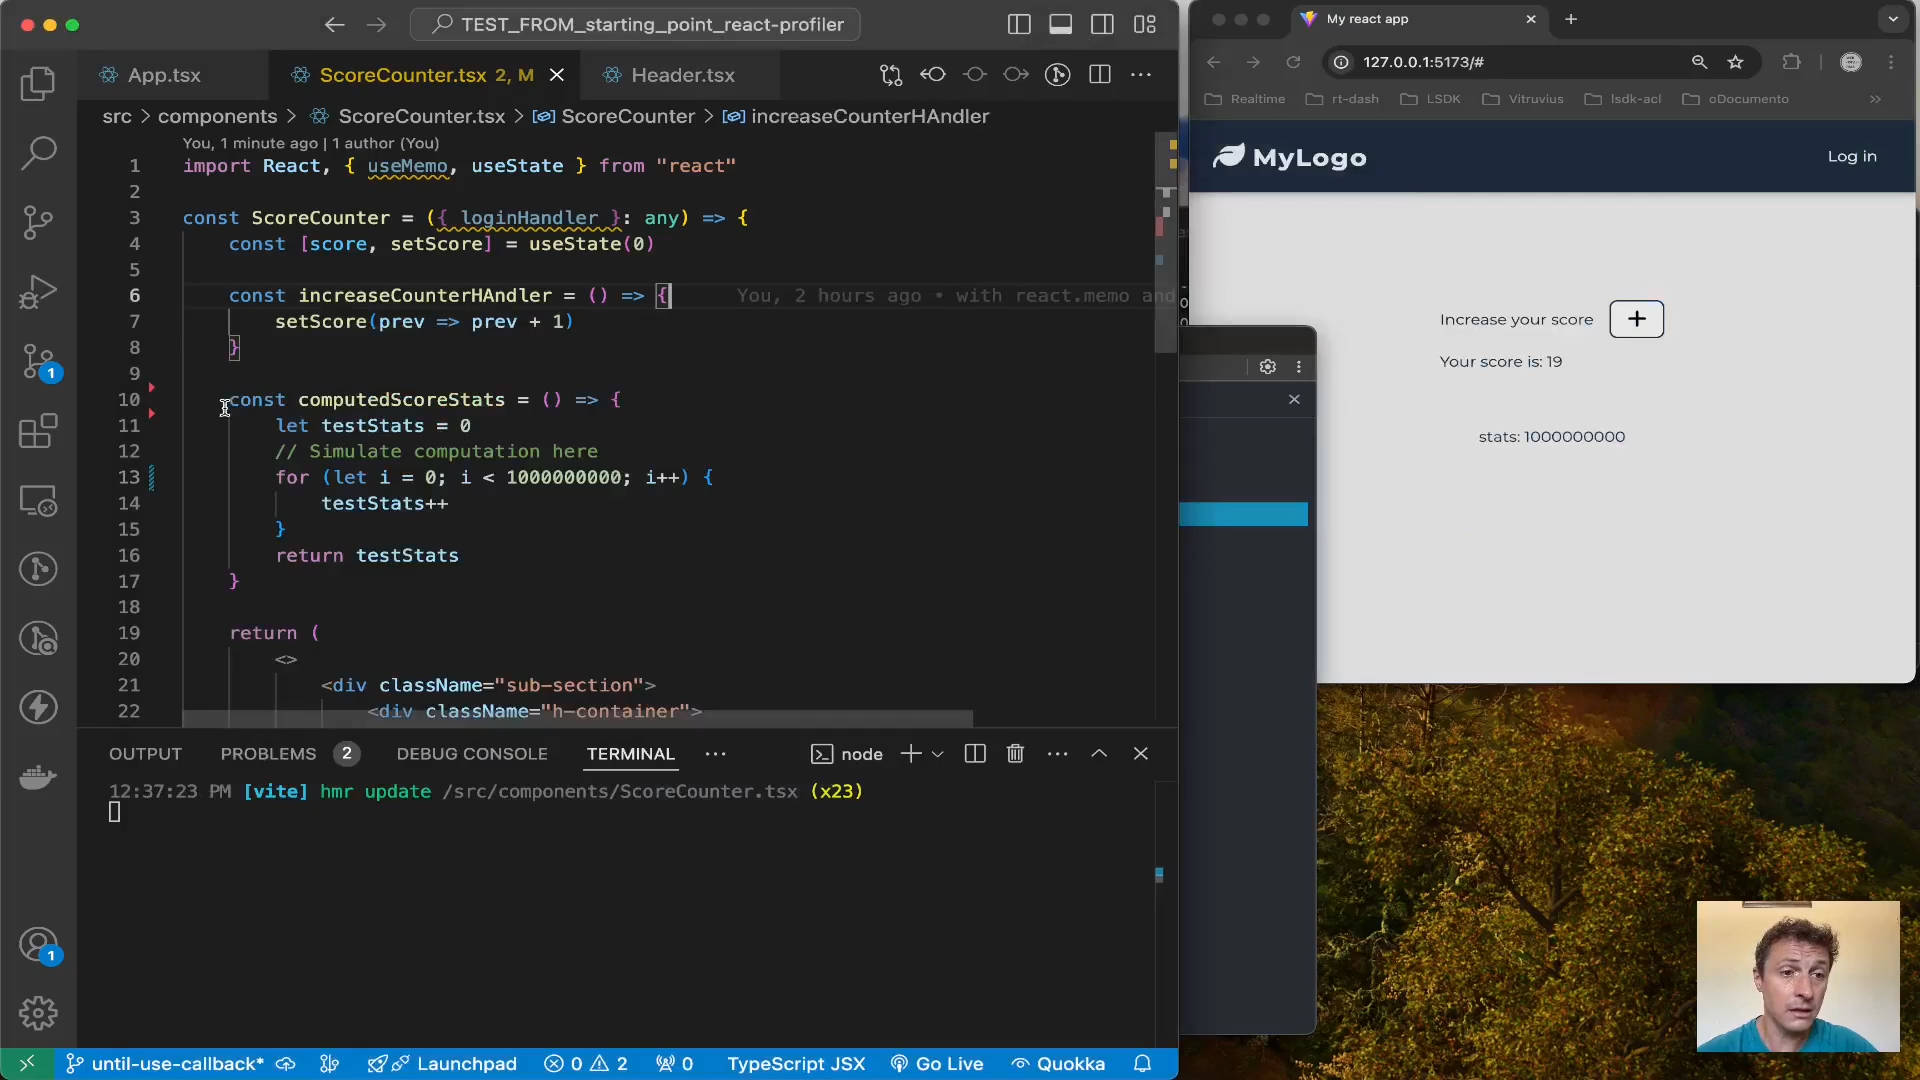 TEST_FROM_starting_point_react-profiler
App.tsx
ScoreCounter.tsx 2, M
Header.tsx
src > components > ScoreCounter.tsx > ScoreCounter > increaseCounterHAndler
You, 1 minute ago | 1 author (You)
1 import React, { useMemo, useState } from "react"
2
3 const ScoreCounter = ({ loginHandler }: any) => {
4 const [score, setScore] = useState(0)
5
6 const increaseCounterHAndler = () => { You, 2 hours ago • with react.memo and
7 setScore(prev => prev + 1)
8 }
9
10 const computedScoreStats = () => {
11 let testStats = 0
12 // Simulate computation here
13 for (let i = 0; i < 1000000000; i++) {
14 testStats++
15 }
16 return testStats
17 }
18
19 return (
20 <>
21 <div className="sub-section">
22 <div className="h-container">
1
1
OUTPUT PROBLEMS 2 DEBUG CONSOLE TERMINAL node
12:37:23 PM [vite] hmr update /src/components/ScoreCounter.tsx (x23)
until-use-callback* Launchpad 0 2 0 TypeScript JSX Go Live Quokka
My react app
127.0.0.1:5173/#
Realtime rt-dash LSDK Vitruvius lsdk-acl oDocumento
MyLogo
Log in
Increase your score +
Your score is: 19
stats: 1000000000